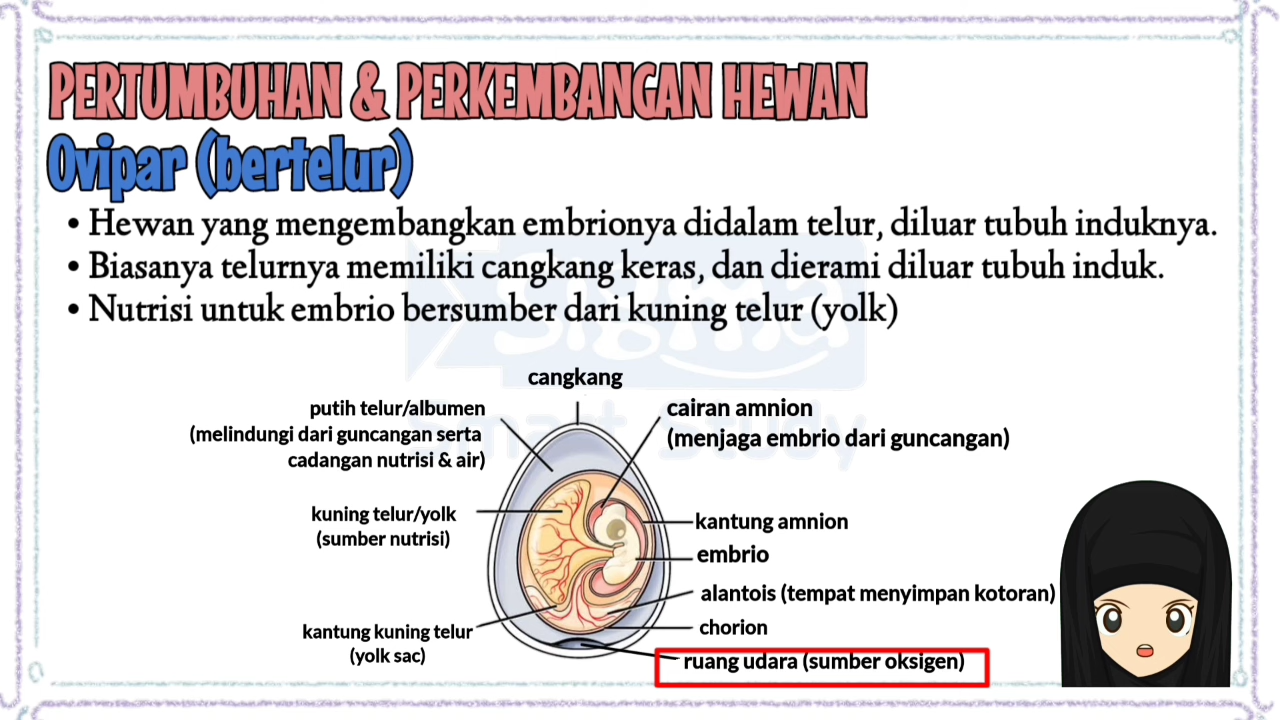 PERTUMBUHAN & PERKEMBANGAN HEWAN
Ovipar (bertelur)
• Hewan yang mengembangkan embrionya didalam telur, diluar tubuh induknya.
• Biasanya telurnya memiliki cangkang keras, dan dierami diluar tubuh induk.
• Nutrisi untuk embrio bersumber dari kuning telur (yolk)
Sigma
Smart Study
cangkang
putih telur/albumen
(melindungi dari guncangan serta
cadangan nutrisi & air)
cairan amnion
(menjaga embrio dari guncangan)
kuning telur/yolk
(sumber nutrisi)
kantung amnion
embrio
alantois (tempat menyimpan kotoran)
chorion
kantung kuning telur
(yolk sac)
ruang udara (sumber oksigen)